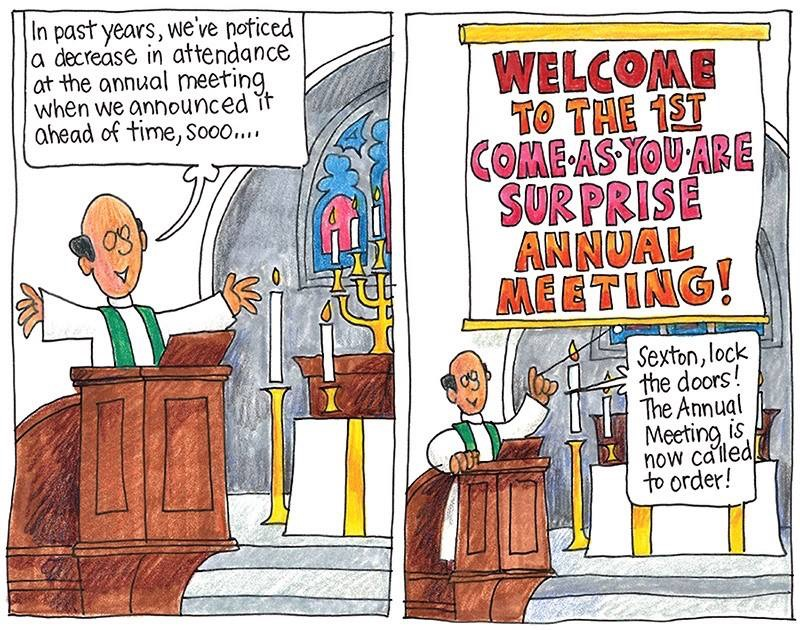 In past years, we've noticed
a decrease in attendance
at the annual meeting
when we announced it
ahead of time, sooo....
WELCOME
TO THE 1ST
COME•AS•YOU•ARE
SURPRISE
ANNUAL
MEETING!
Sexton, lock
the doors!
The Annual
Meeting is
now called
to order!